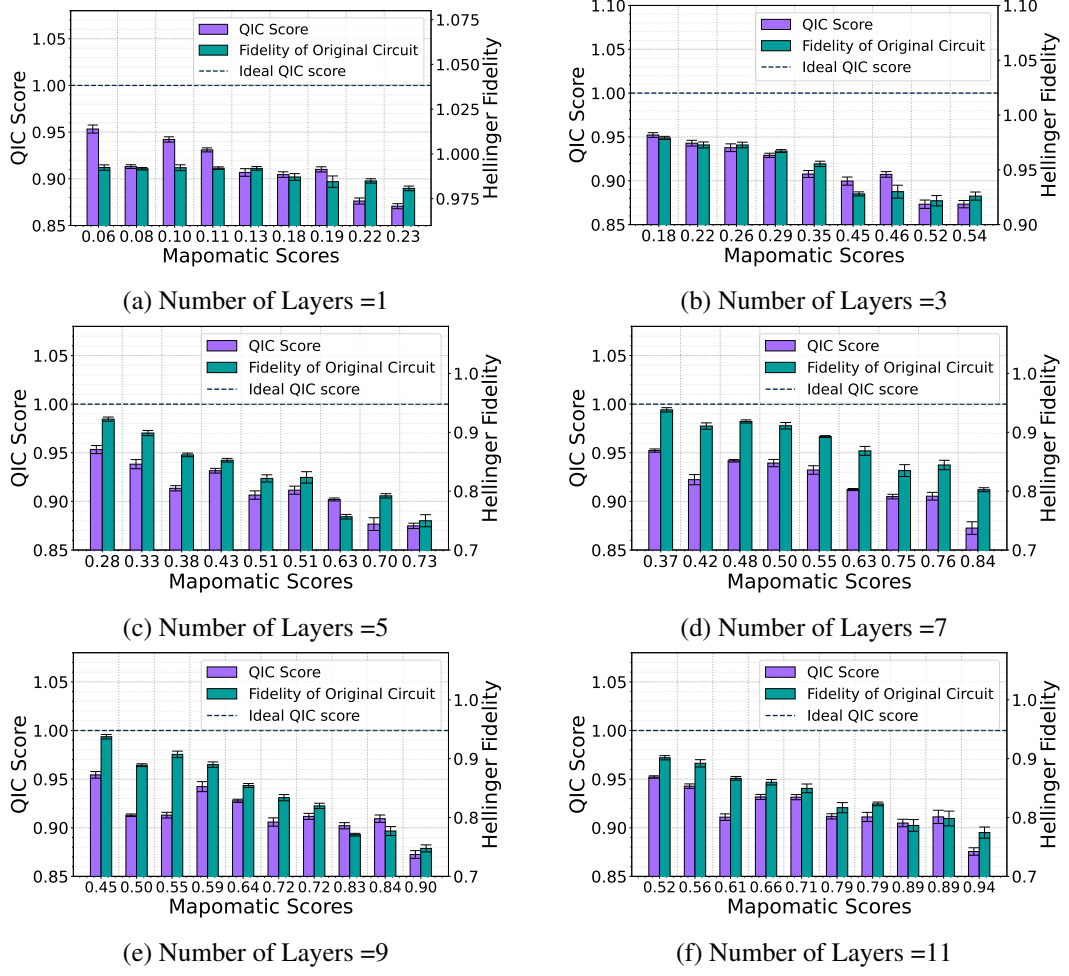 QIC Score
Fidelity of Original Circuit
Ideal QIC score
1.05
1.00
0.95
0.90
0.85
QIC Score
1.075
1.050
1.025
1.000
0.975
Hellinger Fidelity
0.06 0.08 0.10 0.11 0.13 0.18 0.19 0.22 0.23
Mapomatic Scores
(a) Number of Layers =1
QIC Score
Fidelity of Original Circuit
Ideal QIC score
1.10
1.05
1.00
0.95
0.90
0.85
QIC Score
1.10
1.05
1.00
0.95
0.90
Hellinger Fidelity
0.18 0.22 0.26 0.29 0.35 0.45 0.46 0.52 0.54
Mapomatic Scores
(b) Number of Layers =3
QIC Score
Fidelity of Original Circuit
Ideal QIC score
1.05
1.00
0.95
0.90
0.85
QIC Score
1.0
0.9
0.8
0.7
Hellinger Fidelity
0.28 0.33 0.38 0.43 0.51 0.51 0.63 0.70 0.73
Mapomatic Scores
(c) Number of Layers =5
QIC Score
Fidelity of Original Circuit
Ideal QIC score
1.05
1.00
0.95
0.90
0.85
QIC Score
1.0
0.9
0.8
0.7
Hellinger Fidelity
0.37 0.42 0.48 0.50 0.55 0.63 0.75 0.76 0.84
Mapomatic Scores
(d) Number of Layers =7
QIC Score
Fidelity of Original Circuit
Ideal QIC score
1.05
1.00
0.95
0.90
0.85
QIC Score
1.0
0.9
0.8
0.7
Hellinger Fidelity
0.45 0.50 0.55 0.59 0.64 0.72 0.72 0.83 0.84 0.90
Mapomatic Scores
(e) Number of Layers =9
QIC Score
Fidelity of Original Circuit
Ideal QIC score
1.05
1.00
0.95
0.90
0.85
QIC Score
1.0
0.9
0.8
0.7
Hellinger Fidelity
0.52 0.56 0.61 0.66 0.71 0.79 0.79 0.89 0.89 0.94
Mapomatic Scores
(f) Number of Layers =11